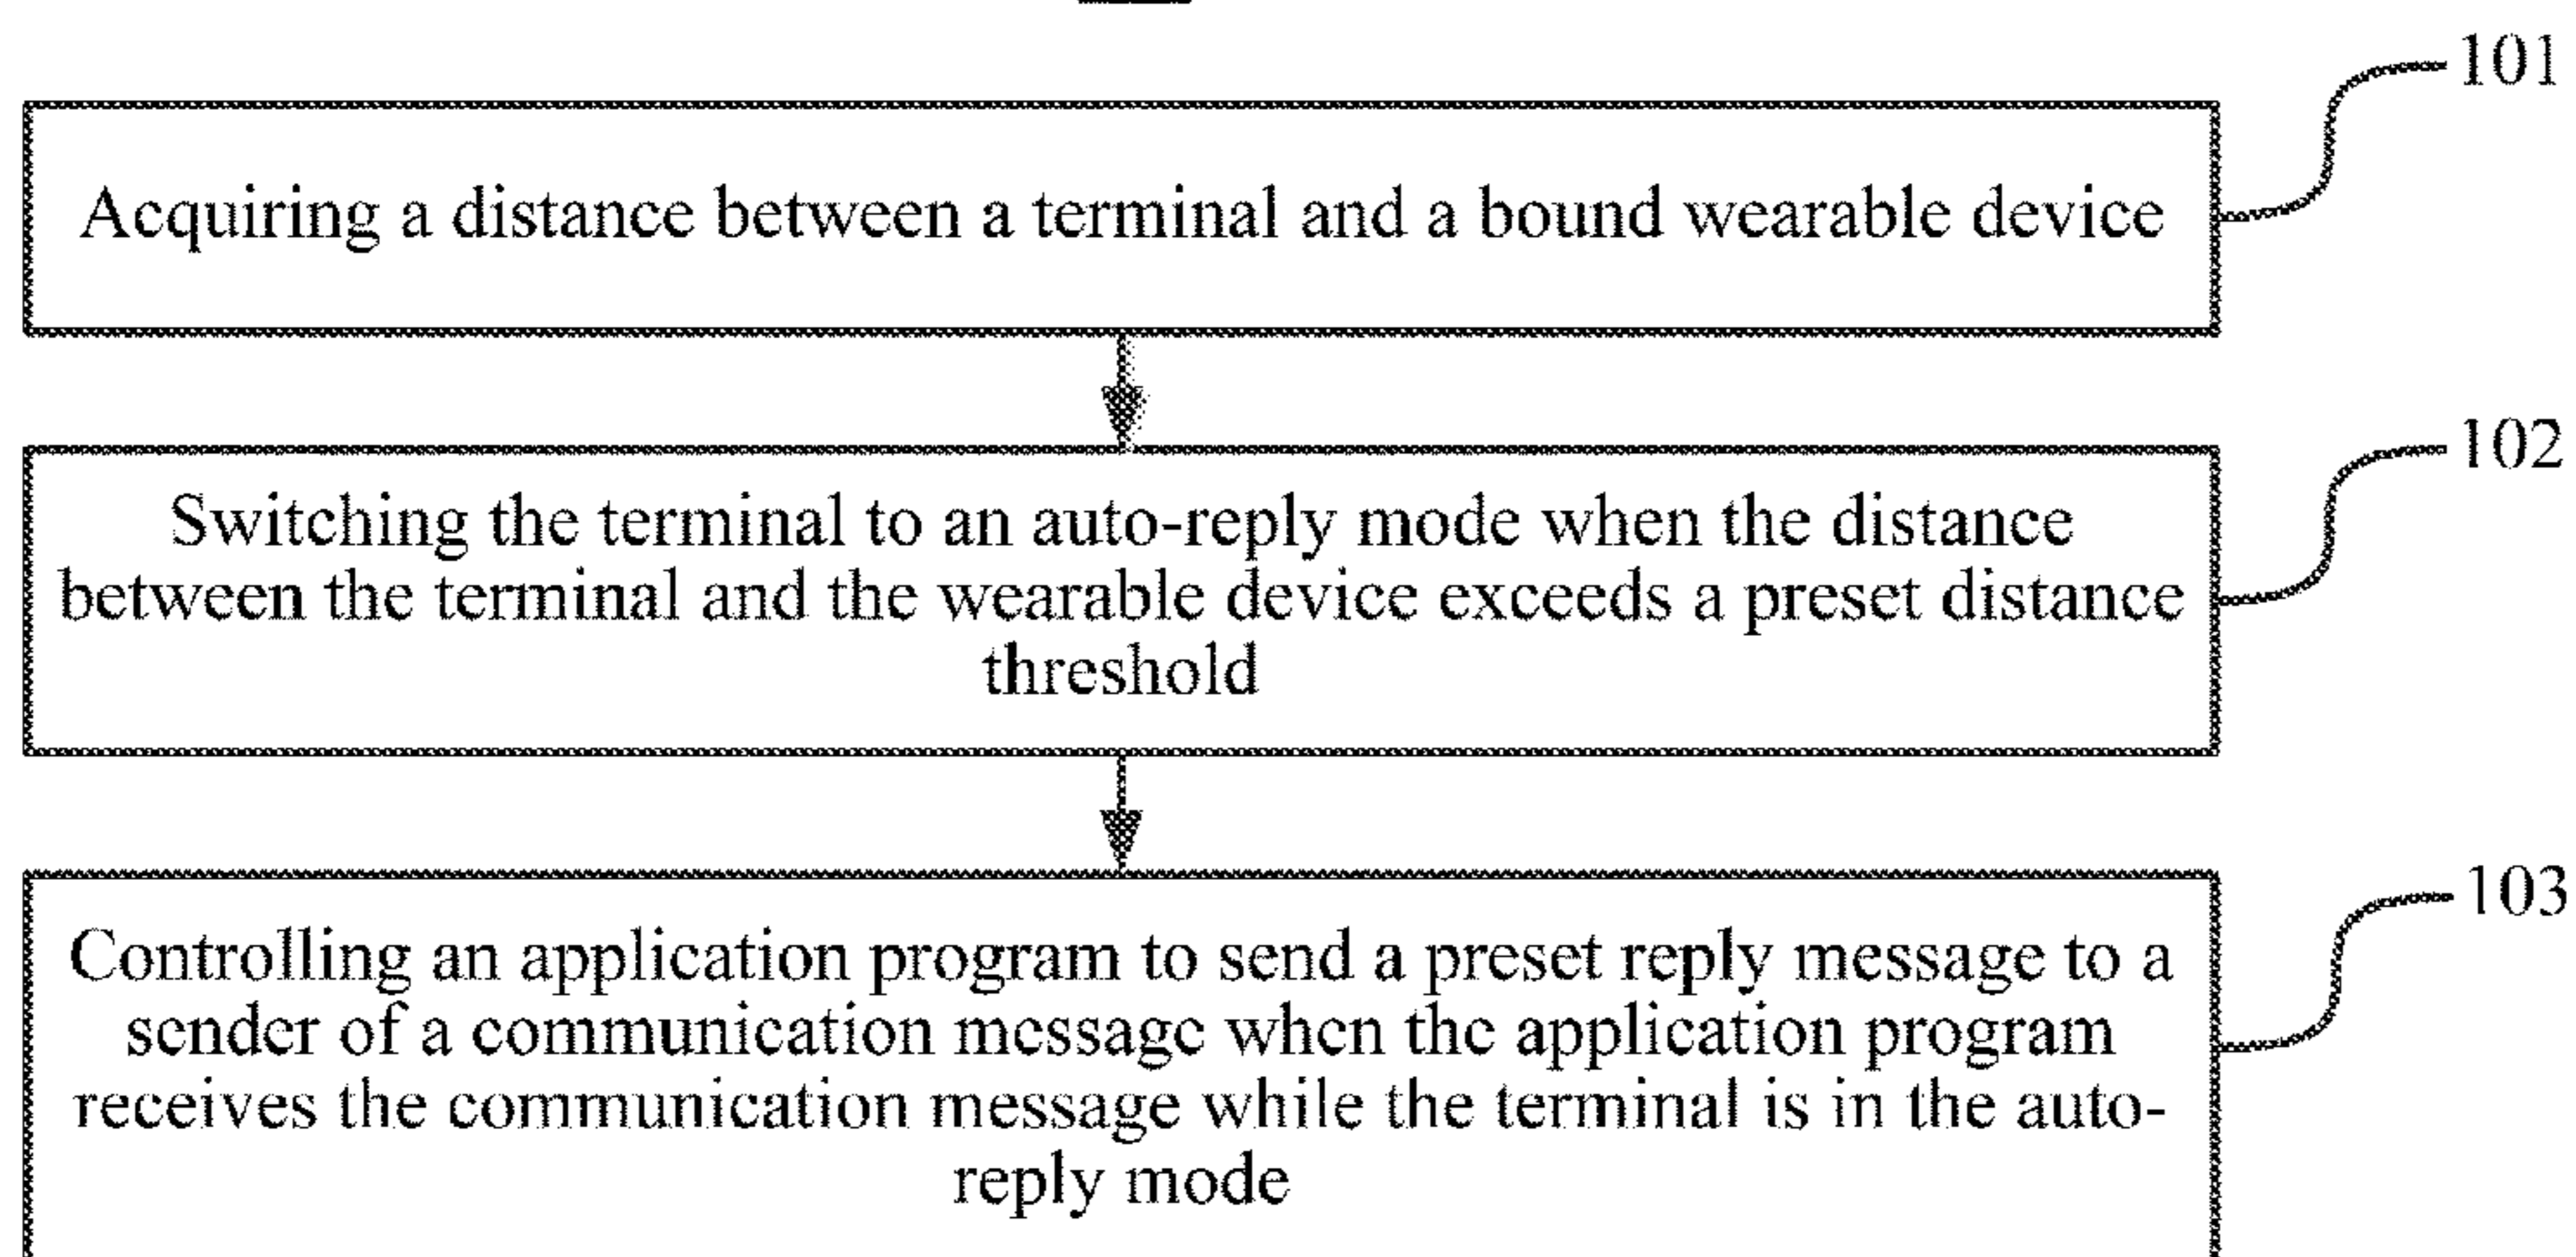 101
Acquiring a distance between a terminal and a bound wearable device
102
Switching the terminal to an auto-reply mode when the distance
between the terminal and the wearable device exceeds a preset distance
threshold
103
Controlling an application program to send a preset reply message to a
sender of a communication message when the application program
receives the communication message while the terminal is in the auto-
reply mode